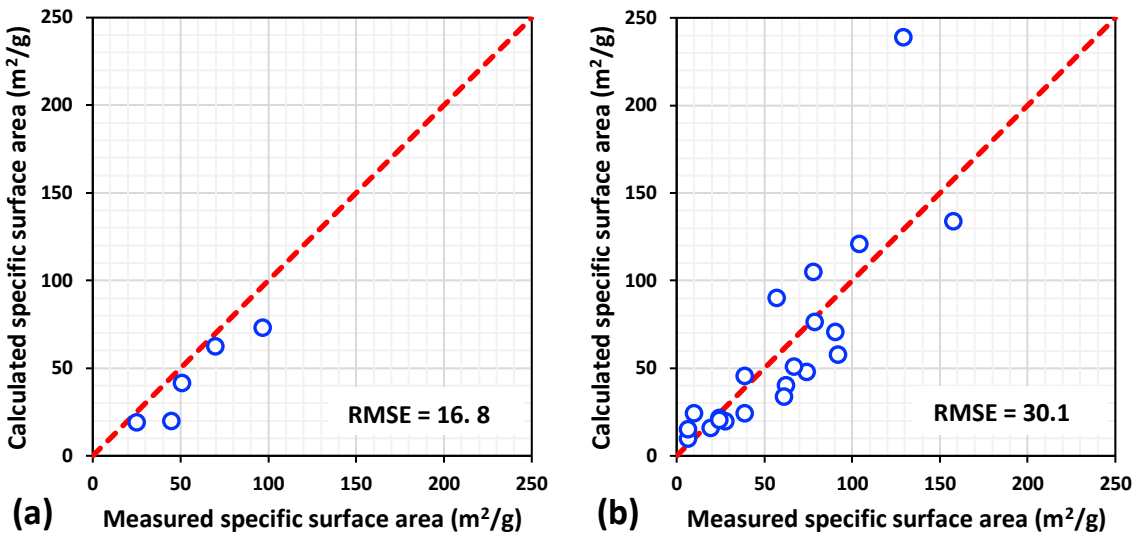 Calculated specific surface area (m²/g)
250
200
150
100
50
0
RMSE = 16. 8
0 50 100 150 200 250
(a) Measured specific surface area (m²/g)
Calculated specific surface area (m²/g)
250
200
150
100
50
0
RMSE = 30.1
0 50 100 150 200 250
(b) Measured specific surface area (m²/g)